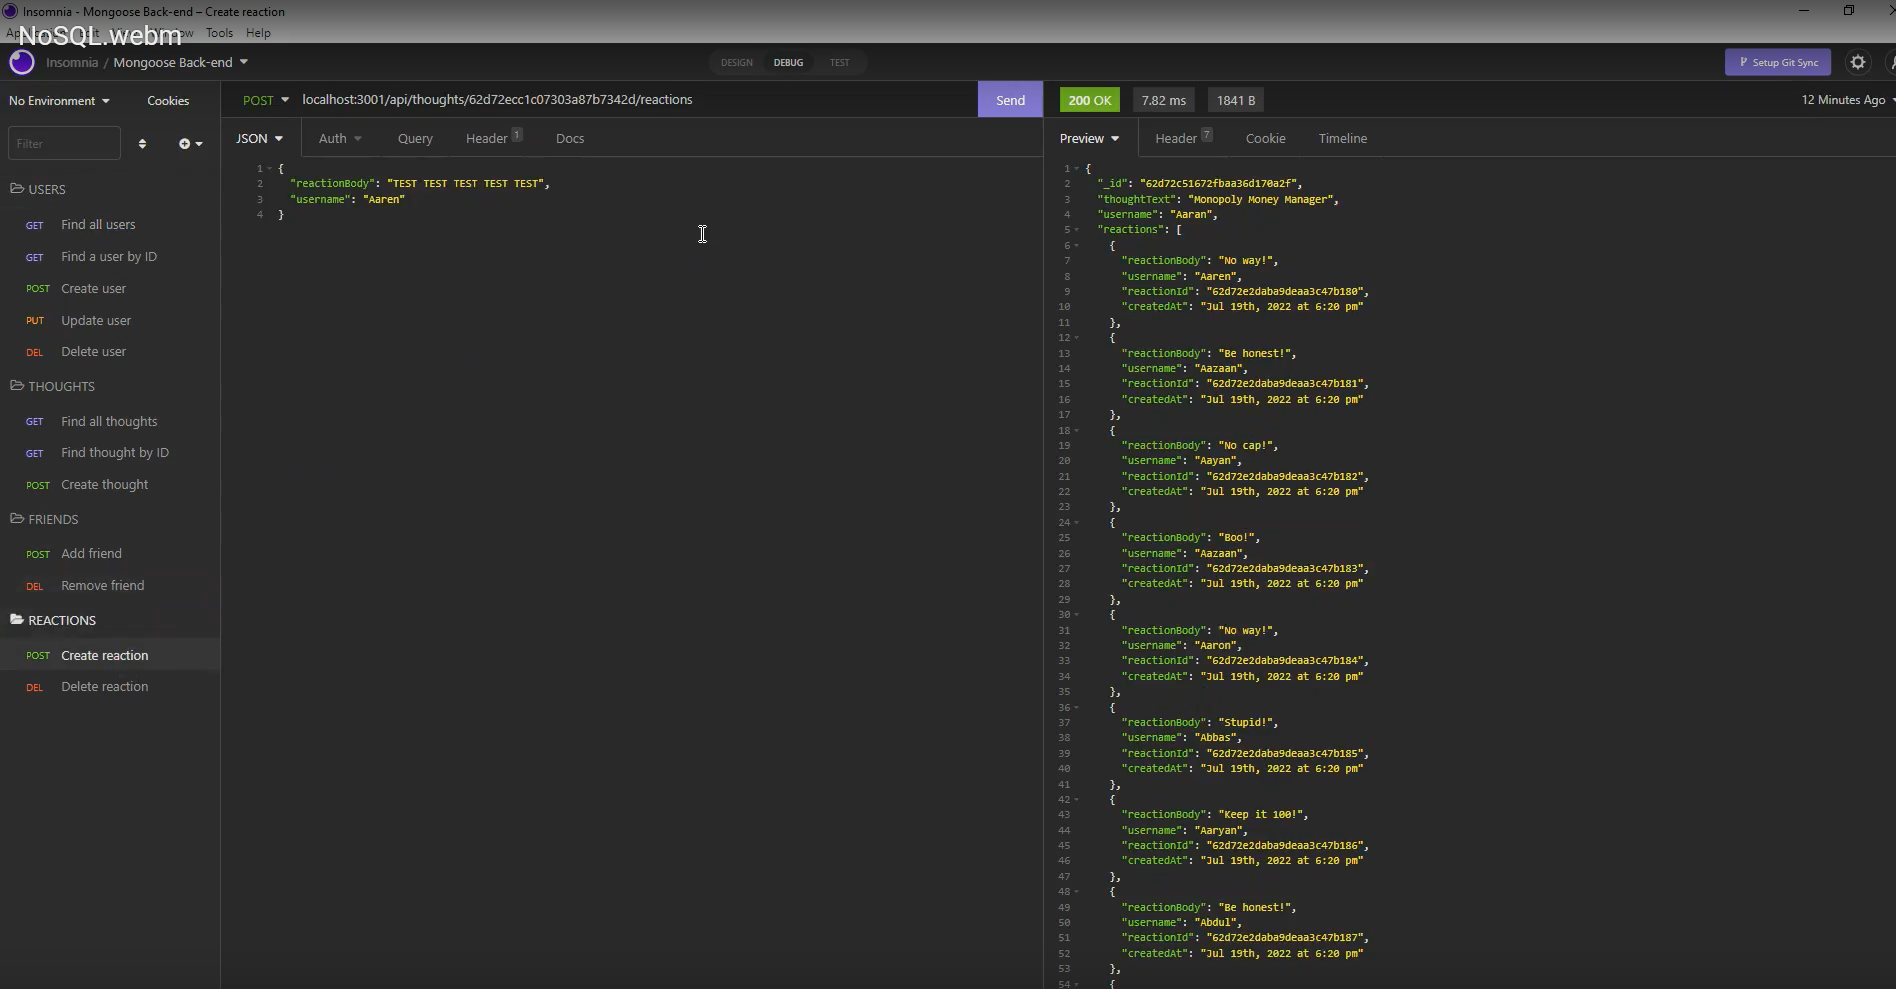 Insomnia - Mongoose Back-end – Create reaction
NoSQL.webm
Tools Help
Insomnia / Mongoose Back-end
DESIGN DEBUG TEST
Setup Git Sync
No Environment Cookies
POST localhost:3001/api/thoughts/62d72ecc1c07303a87b7342d/reactions Send
200 OK 7.82 ms 1841 B 12 Minutes Ago
Filter
JSON Auth Query Header 1 Docs
Preview Header 7 Cookie Timeline
USERS
GET Find all users
GET Find a user by ID
POST Create user
PUT Update user
DEL Delete user
THOUGHTS
GET Find all thoughts
GET Find thought by ID
POST Create thought
FRIENDS
POST Add friend
DEL Remove friend
REACTIONS
POST Create reaction
DEL Delete reaction
1 {
2 "reactionBody": "TEST TEST TEST TEST TEST",
3 "username": "Aaren"
4 }
1 {
2 "_id": "62d72c51672fbaa36d170a2f",
3 "thoughtText": "Monopoly Money Manager",
4 "username": "Aaran",
5 "reactions": [
6 {
7 "reactionBody": "No way!",
8 "username": "Aaren",
9 "reactionId": "62d72e2daba9deaa3c47b180",
10 "createdAt": "Jul 19th, 2022 at 6:20 pm"
11 },
12 {
13 "reactionBody": "Be honest!",
14 "username": "Aazaan",
15 "reactionId": "62d72e2daba9deaa3c47b181",
16 "createdAt": "Jul 19th, 2022 at 6:20 pm"
17 },
18 {
19 "reactionBody": "No cap!",
20 "username": "Aayan",
21 "reactionId": "62d72e2daba9deaa3c47b182",
22 "createdAt": "Jul 19th, 2022 at 6:20 pm"
23 },
24 {
25 "reactionBody": "Boo!",
26 "username": "Aazaan",
27 "reactionId": "62d72e2daba9deaa3c47b183",
28 "createdAt": "Jul 19th, 2022 at 6:20 pm"
29 },
30 {
31 "reactionBody": "No way!",
32 "username": "Aaron",
33 "reactionId": "62d72e2daba9deaa3c47b184",
34 "createdAt": "Jul 19th, 2022 at 6:20 pm"
35 },
36 {
37 "reactionBody": "Stupid!",
38 "username": "Abbas",
39 "reactionId": "62d72e2daba9deaa3c47b185",
40 "createdAt": "Jul 19th, 2022 at 6:20 pm"
41 },
42 {
43 "reactionBody": "Keep it 100!",
44 "username": "Aaryan",
45 "reactionId": "62d72e2daba9deaa3c47b186",
46 "createdAt": "Jul 19th, 2022 at 6:20 pm"
47 },
48 {
49 "reactionBody": "Be honest!",
50 "username": "Abdul",
51 "reactionId": "62d72e2daba9deaa3c47b187",
52 "createdAt": "Jul 19th, 2022 at 6:20 pm"
53 },
54 {